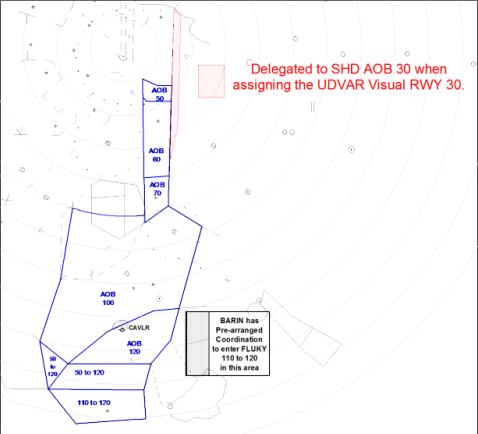 Delegated to SHD AOB 30 when
assigning the UDVAR Visual RWY 30.
AOB
50
AOB
60
AOB
70
AOB
100
CAVLR
AOB
120
50
to
120
50 to 120
110 to 120
BARIN has
Pre-arranged
Coordination
to enter FLUKY
110 to 120
in this area